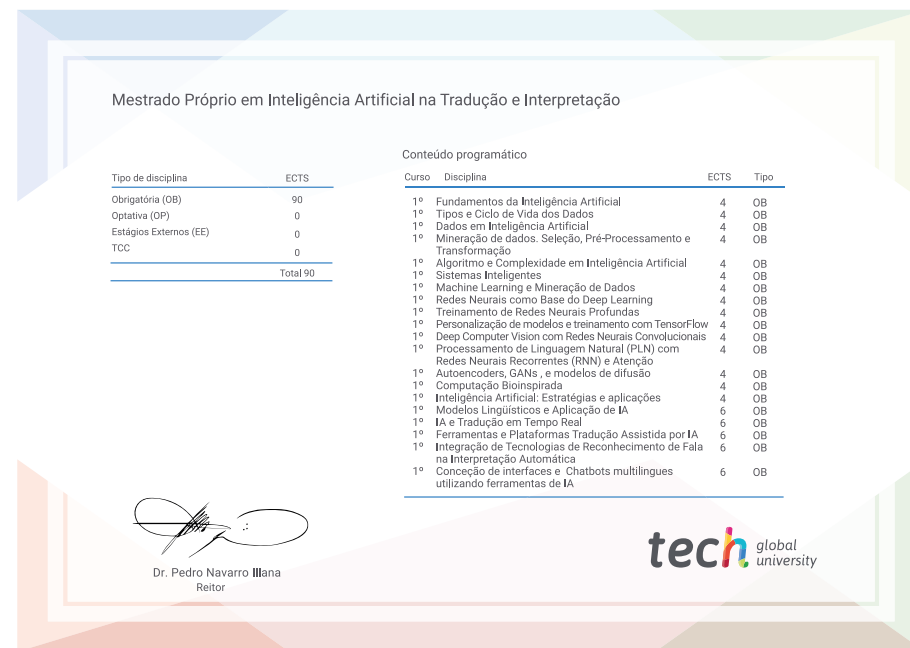 Mestrado Próprio em Inteligência Artificial na Tradução e Interpretação
Tipo de disciplina ECTS
Obrigatória (OB) 90
Optativa (OP) 0
Estágios Externos (EE) 0
TCC 0
Total 90
Conteúdo programático
Curso Disciplina ECTS Tipo
1º Fundamentos da Inteligência Artificial 4 OB
1º Tipos e Ciclo de Vida dos Dados 4 OB
1º Dados em Inteligência Artificial 4 OB
1º Mineração de dados. Seleção, Pré-Processamento e 4 OB
Transformação
1º Algoritmo e Complexidade em Inteligência Artificial 4 OB
1º Sistemas Inteligentes 4 OB
1º Machine Learning e Mineração de Dados 4 OB
1º Redes Neurais como Base do Deep Learning 4 OB
1º Treinamento de Redes Neurais Profundas 4 OB
1º Personalização de modelos e treinamento com TensorFlow 4 OB
1º Deep Computer Vision com Redes Neurais Convolucionais 4 OB
1º Processamento de Linguagem Natural (PLN) com 4 OB
Redes Neurais Recorrentes (RNN) e Atenção
1º Autoencoders, GANs , e modelos de difusão 4 OB
1º Computação Bioinspirada 4 OB
1º Inteligência Artificial: Estratégias e aplicações 4 OB
1º Modelos Lingüísticos e Aplicação de IA 6 OB
1º IA e Tradução em Tempo Real 6 OB
1º Ferramentas e Plataformas Tradução Assistida por IA 6 OB
1º Integração de Tecnologias de Reconhecimento de Fala 6 OB
na Interpretação Automática
1º Conceção de interfaces e Chatbots multilingues 6 OB
utilizando ferramentas de IA
Dr. Pedro Navarro Illana
Reitor
tech global
university